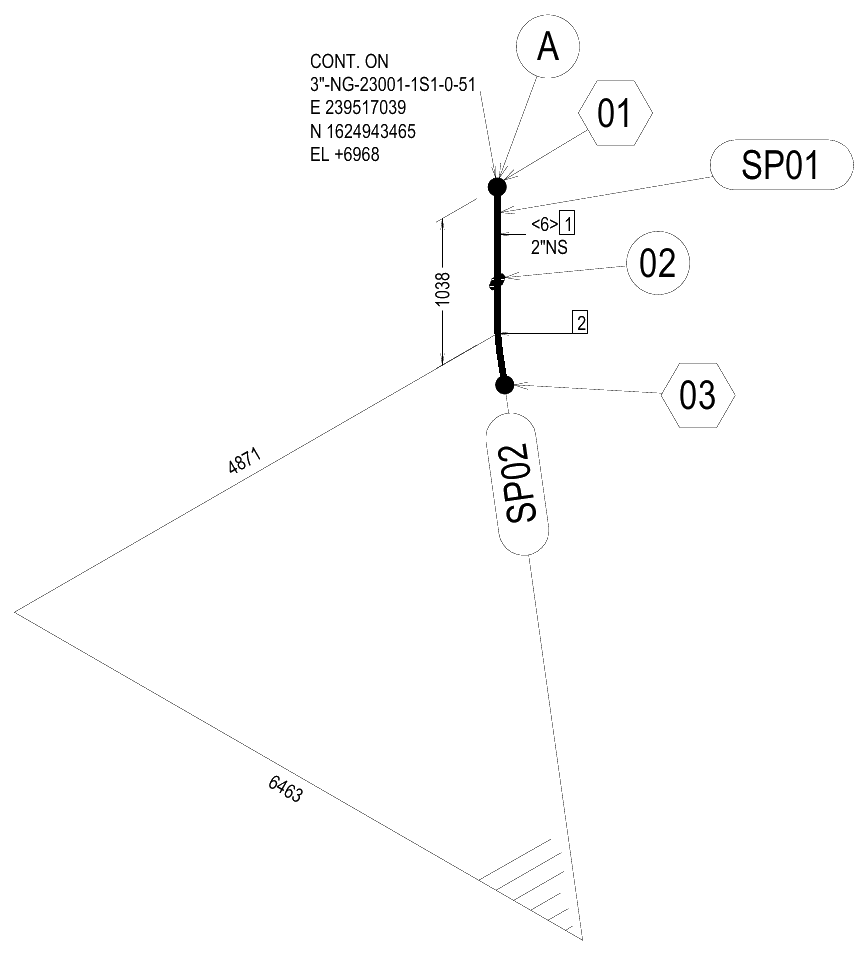 A
CONT. ON
3"-NG-23001-1S1-0-51
E 239517039
N 1624943465
EL +6968
01
SP01
<6> 1
2"NS
02
1038
2
03
4871
SP02
6463